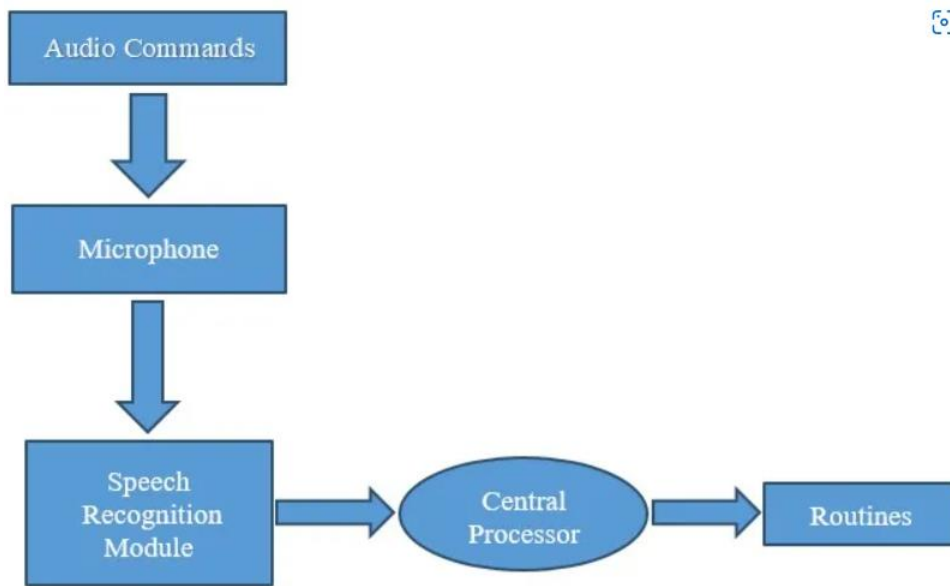 Audio Commands
Microphone
Speech
Recognition
Module
Central
Processor
Routines